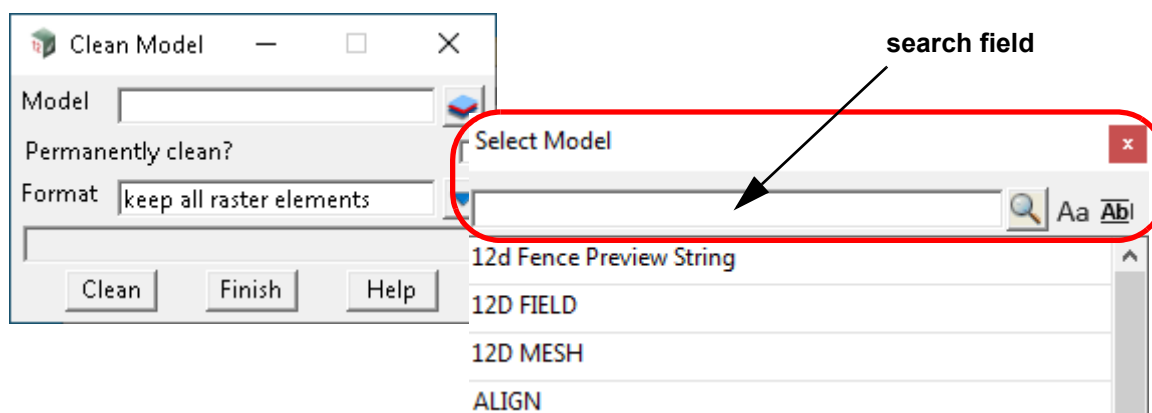 Clean Model
search field
Model
Select Model
Permanently clean?
Format keep all raster elements
Aa Abl
12d Fence Preview String
Clean Finish Help
12D FIELD
12D MESH
ALIGN